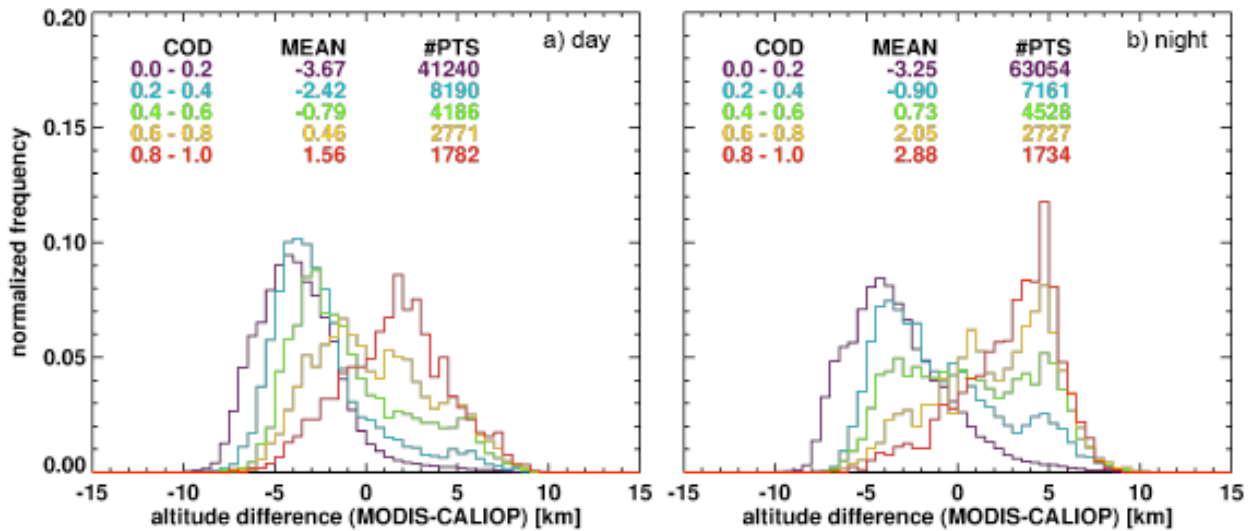 a) day
COD MEAN #PTS
0.0 - 0.2 -3.67 41240
0.2 - 0.4 -2.42 8190
0.4 - 0.6 -0.79 4186
0.6 - 0.8 0.46 2771
0.8 - 1.0 1.56 1782
normalized frequency
0.20
0.15
0.10
0.05
0.00
-15 -10 -5 0 5 10 15
altitude difference (MODIS-CALIOP) [km]
b) night
COD MEAN #PTS
0.0 - 0.2 -3.25 63054
0.2 - 0.4 -0.90 7161
0.4 - 0.6 0.73 4528
0.6 - 0.8 2.05 2727
0.8 - 1.0 2.88 1734
-15 -10 -5 0 5 10 15
altitude difference (MODIS-CALIOP) [km]